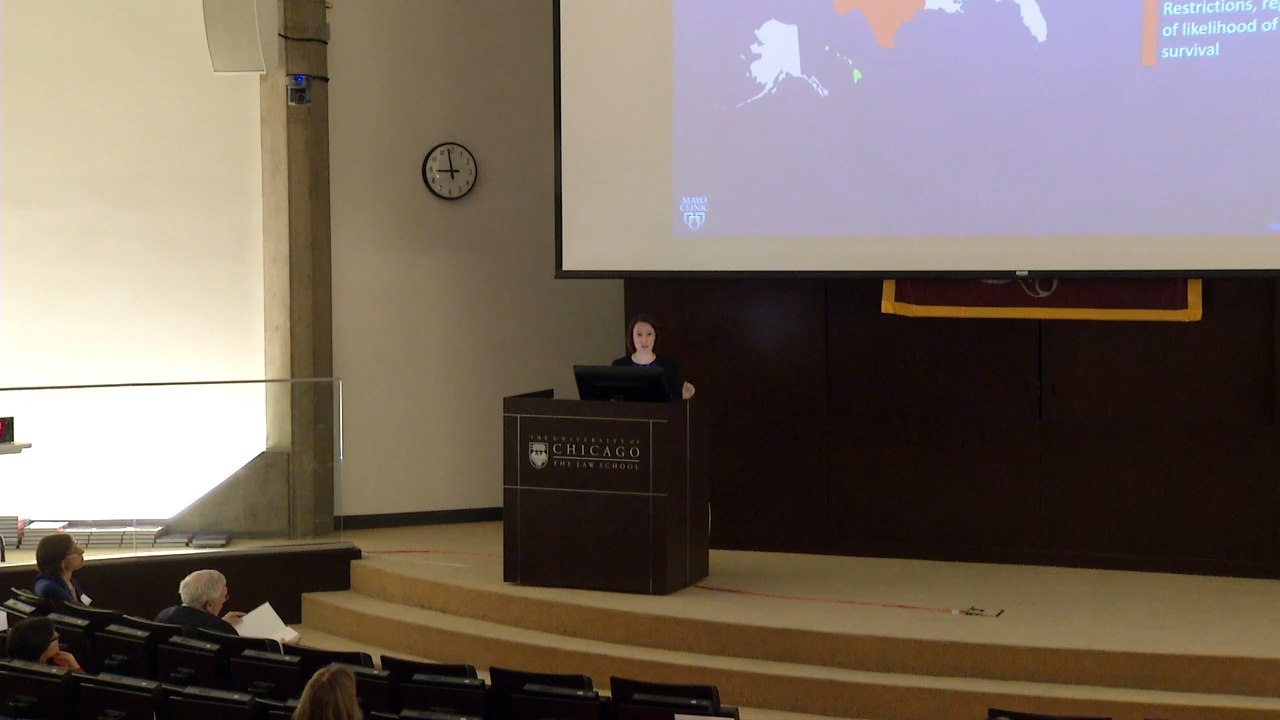 Restrictions, re
of likelihood of
survival
MAYO
CLINIC
THE UNIVERSITY OF
CHICAGO
THE LAW SCHOOL